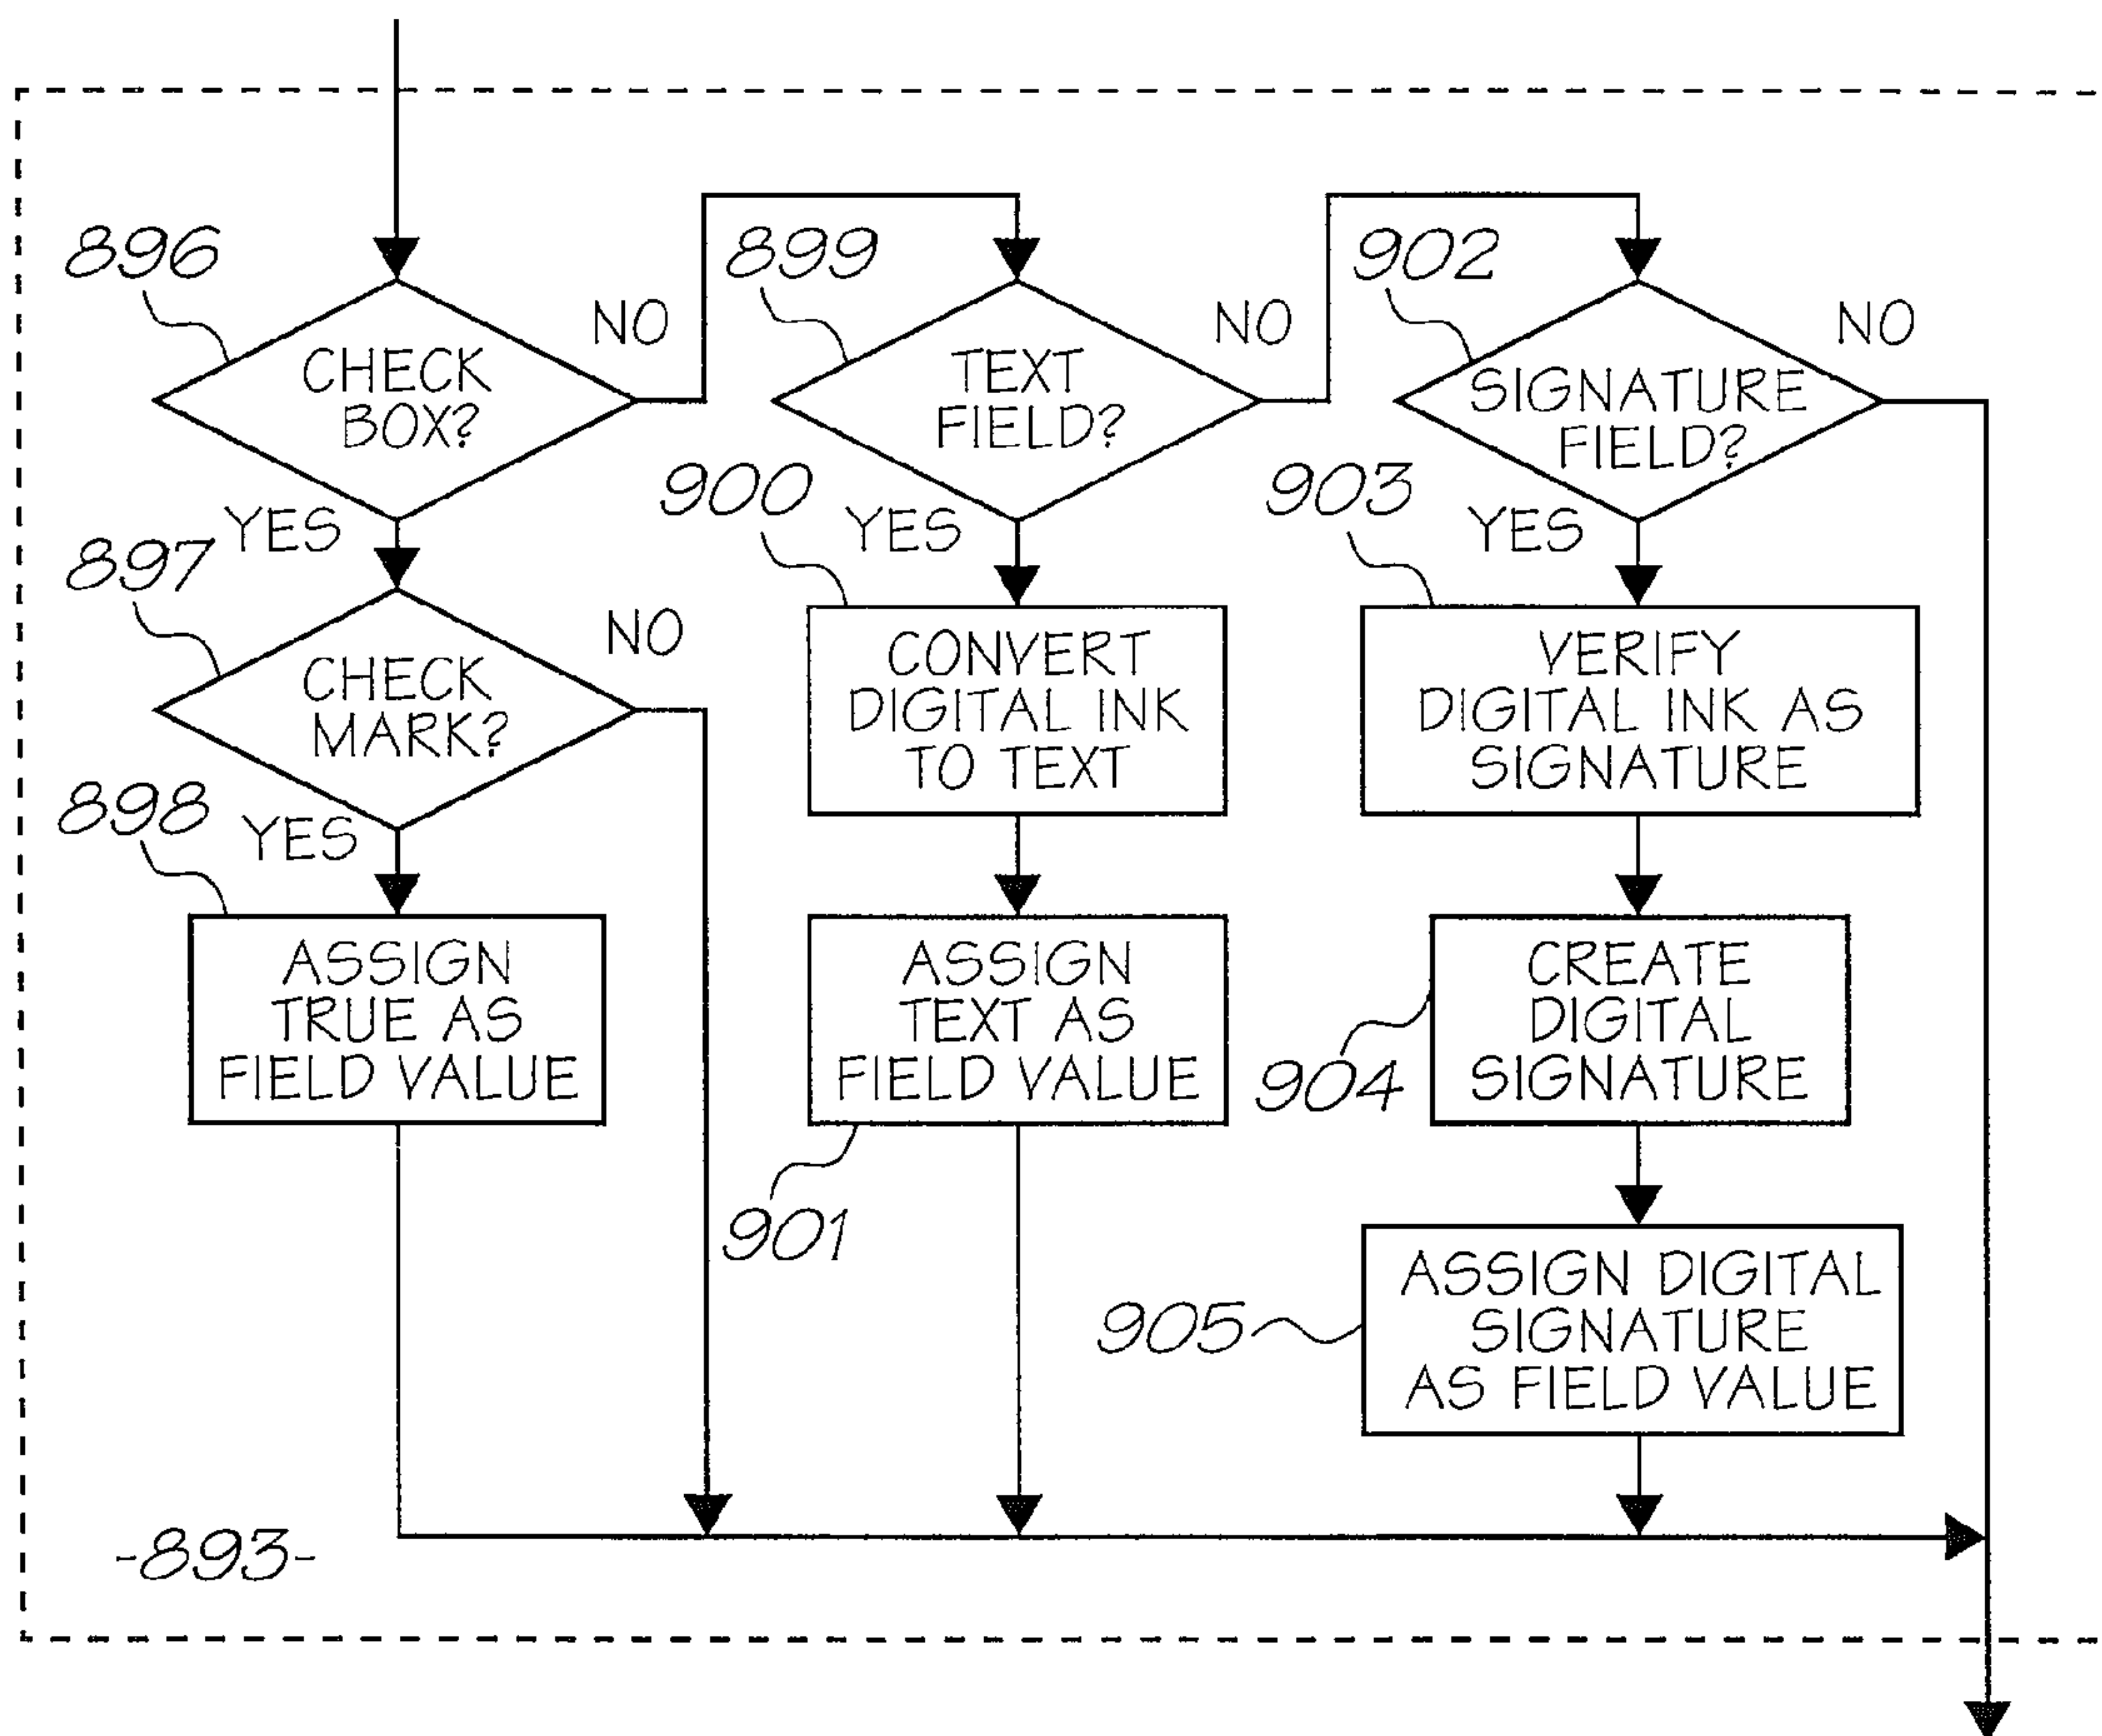 896
CHECK
BOX?
NO
YES
897
CHECK
MARK?
NO
YES
898
ASSIGN
TRUE AS
FIELD VALUE
899
TEXT
FIELD?
NO
YES
900
CONVERT
DIGITAL INK
TO TEXT
ASSIGN
TEXT AS
FIELD VALUE
901
902
SIGNATURE
FIELD?
NO
YES
903
VERIFY
DIGITAL INK AS
SIGNATURE
CREATE
DIGITAL
SIGNATURE
904
ASSIGN DIGITAL
SIGNATURE
AS FIELD VALUE
905
-893-